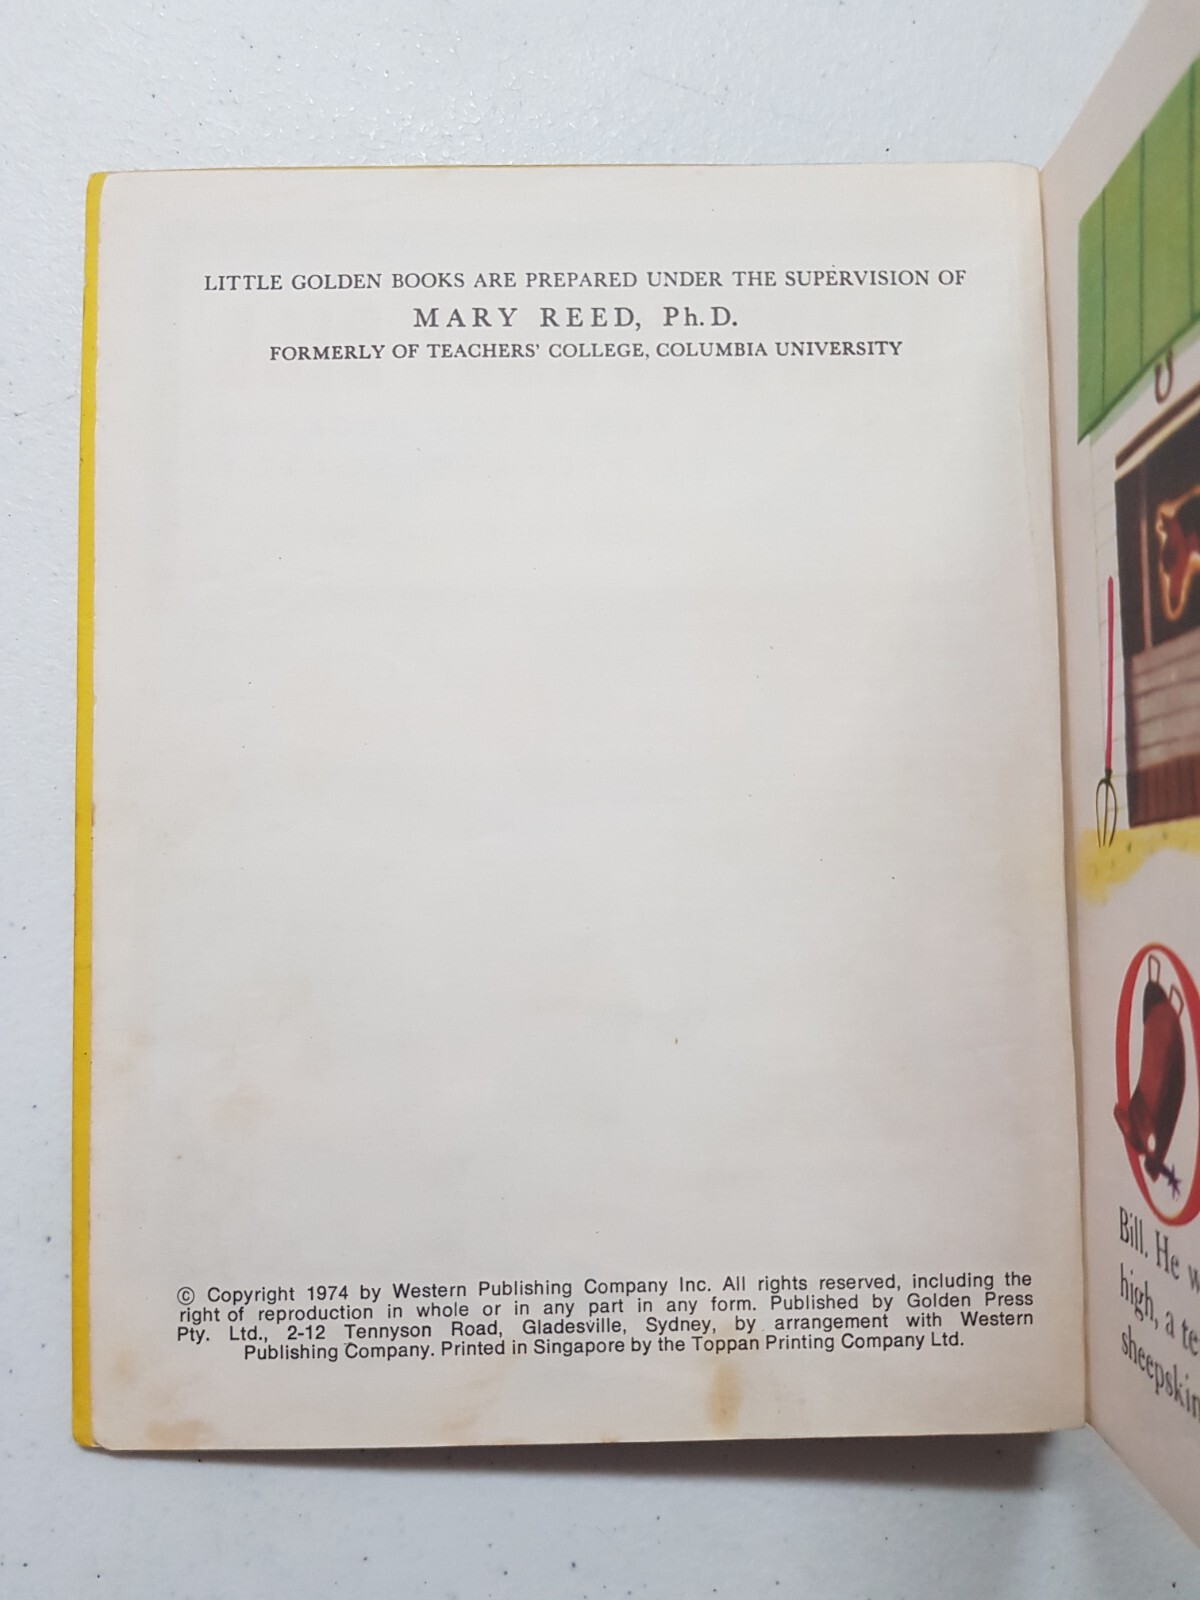 LITTLE GOLDEN BOOKS ARE PREPARED UNDER THE SUPERVISION OF
MARY REED, Ph. D.
FORMERLY OF TEACHERS' COLLEGE, COLUMBIA UNIVERSITY
© Copyright 1974 by Western Publishing Company Inc. All rights reserved, including the
right of reproduction in whole or in any part in any form. Published by Golden Press
Pty. Ltd., 2-12 Tennyson Road, Gladesville, Sydney, by arrangement with Western
Publishing Company. Printed in Singapore by the Toppan Printing Company Ltd.
Bill. He
high, a